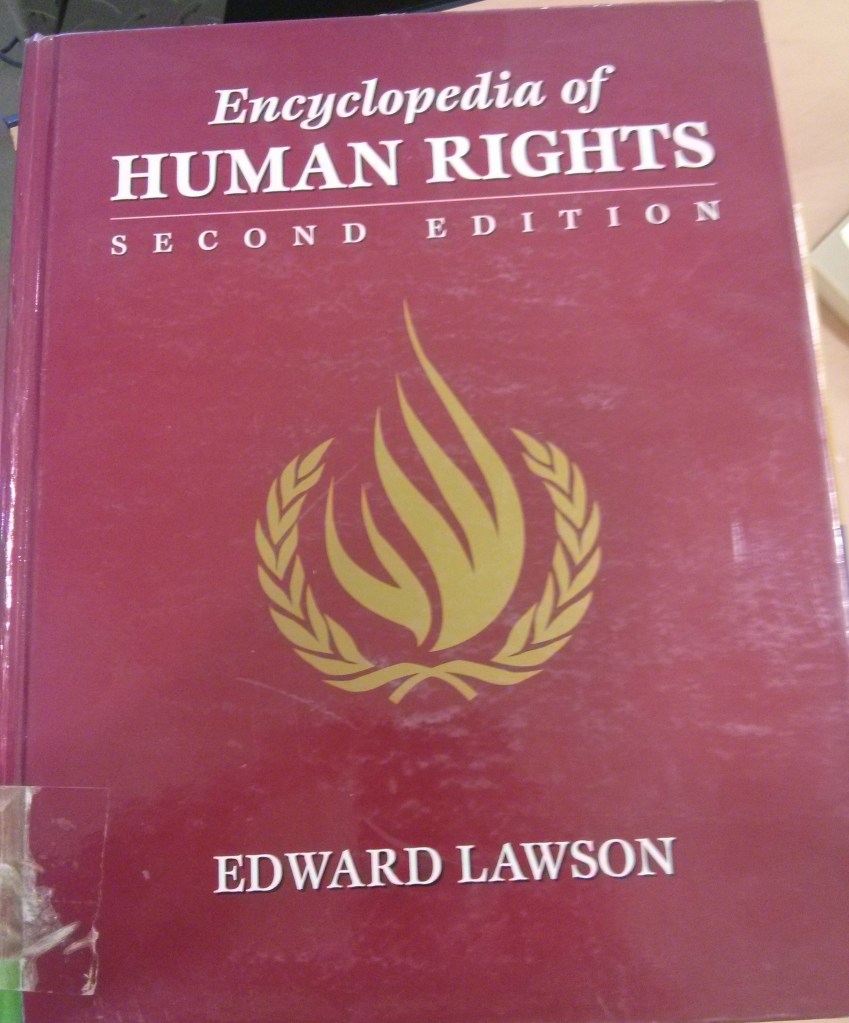 Encyclopedia of
HUMAN RIGHTS
SECOND EDITION
EDWARD LAWSON